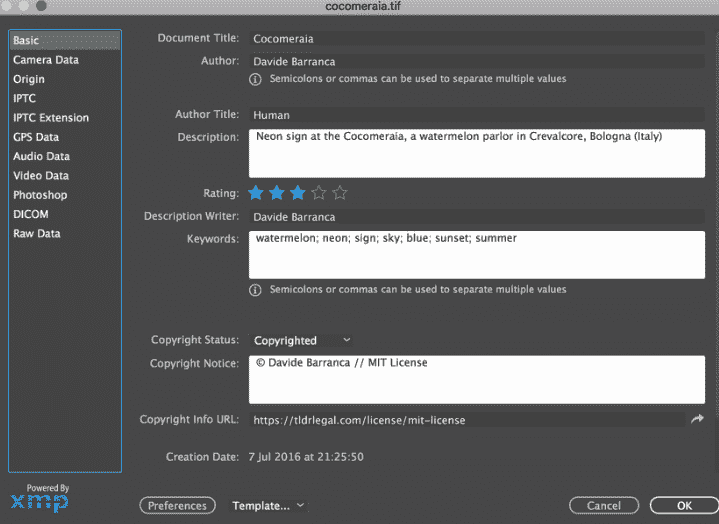 cocomeraia.tif
Basic
Camera Data
Origin
IPTC
IPTC Extension
GPS Data
Audio Data
Video Data
Photoshop
DICOM
Raw Data
Document Title: Cocomeraia
Author: Davide Barranca
Semicolons or commas can be used to separate multiple values
Author Title: Human
Description: Neon sign at the Cocomeraia, a watermelon parlor in Crevalcore, Bologna (Italy)
Rating:
Description Writer: Davide Barranca
Keywords: watermelon; neon; sign; sky; blue; sunset; summer
Semicolons or commas can be used to separate multiple values
Copyright Status: Copyrighted
Copyright Notice: © Davide Barranca // MIT License
Copyright Info URL: https://tldrlegal.com/license/mit-license
Creation Date: 7 Jul 2016 at 21:25:50
Powered By
xmp
Preferences Template... Cancel OK